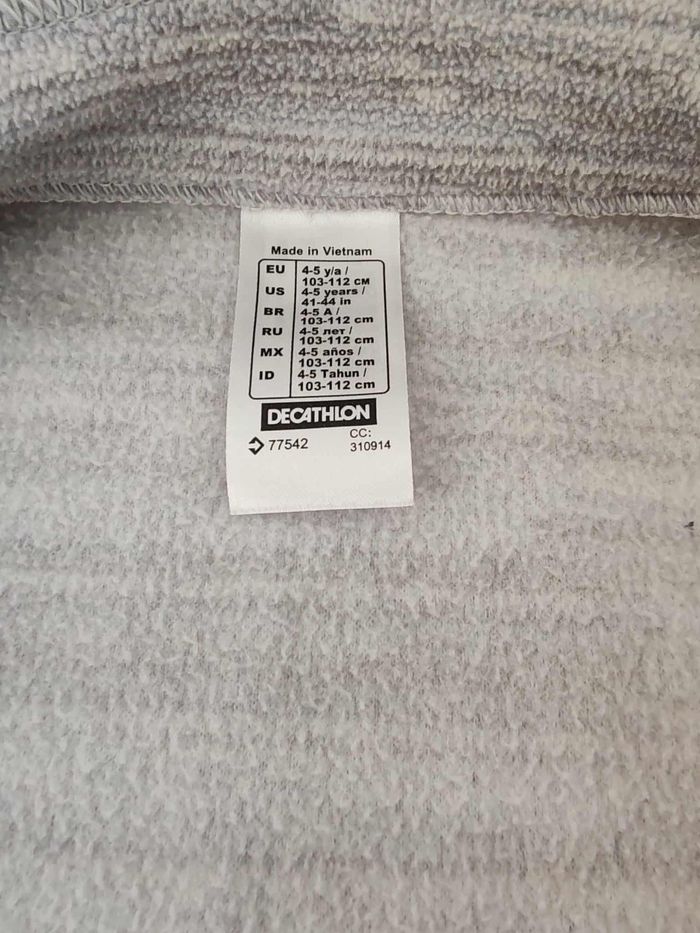 Made in Vietnam
EU 4-5 y/a /
103-112 см
US 4-5 years /
41-44 in
BR 4-5 A /
103-112 cm
RU 4-5 лет /
103-112 cm
MX 4-5 años /
103-112 cm
ID 4-5 Tahun /
103-112 cm
DECATHLON
77542 CC:
310914